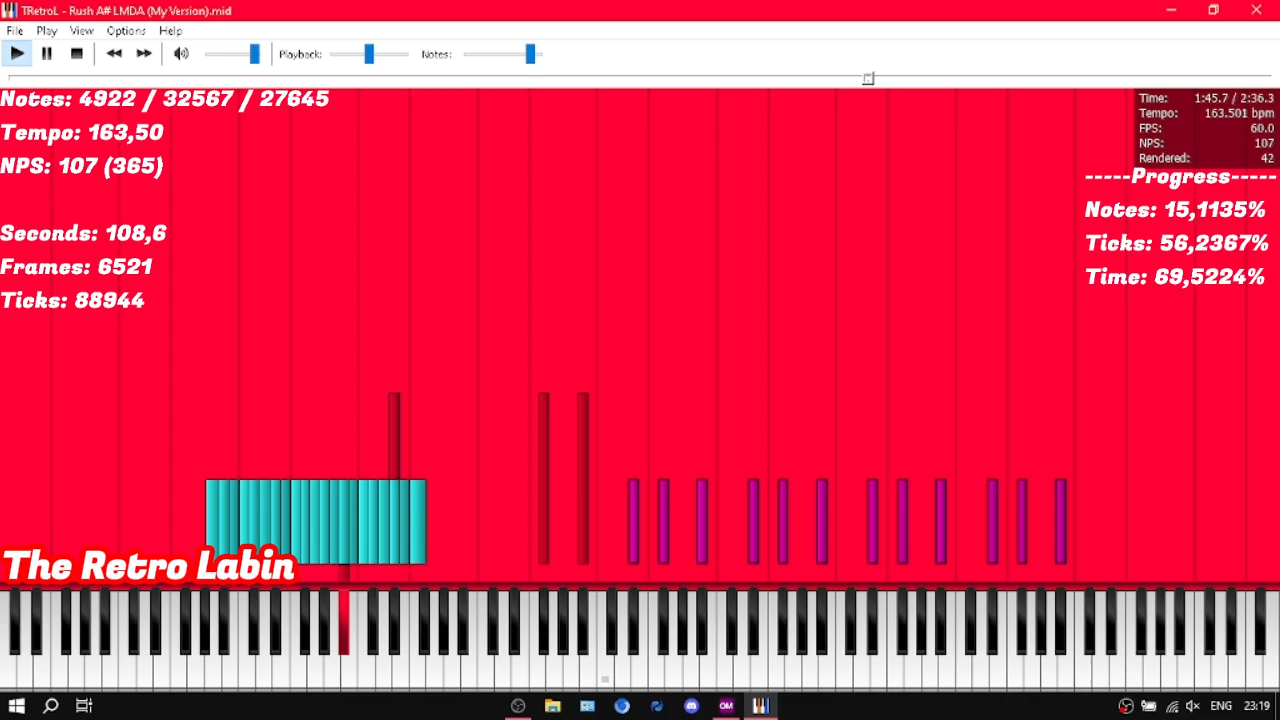 TRetroL - Rush A# LMDA (My Version).mid
File Play View Options Help
Playback: Notes:
Notes: 4922 / 32567 / 27645
Tempo: 163,50
NPS: 107 (365)
Seconds: 108,6
Frames: 6521
Ticks: 88944
Time: 1:45.7 / 2:36.3
Tempo: 163.501 bpm
FPS: 60.0
NPS: 107
Rendered: 42
-----Progress-----
Notes: 15,1135%
Ticks: 56,2367%
Time: 69,5224%
The Retro Labin
OM
ENG 23:19